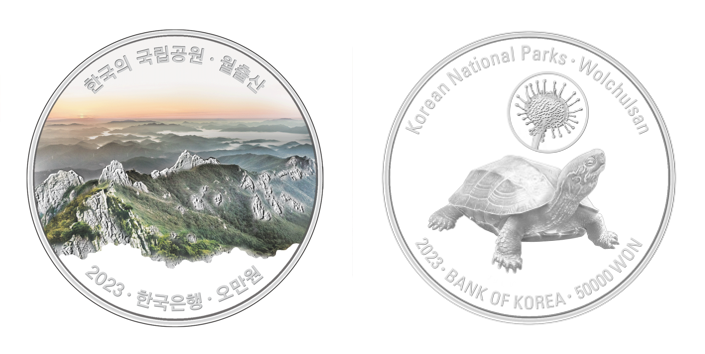 한국의 국립공원 · 월출산
2023 · 한국은행 · 오만원
Korean National Parks · Wolchulsan
2023 · BANK OF KOREA · 50000 WON